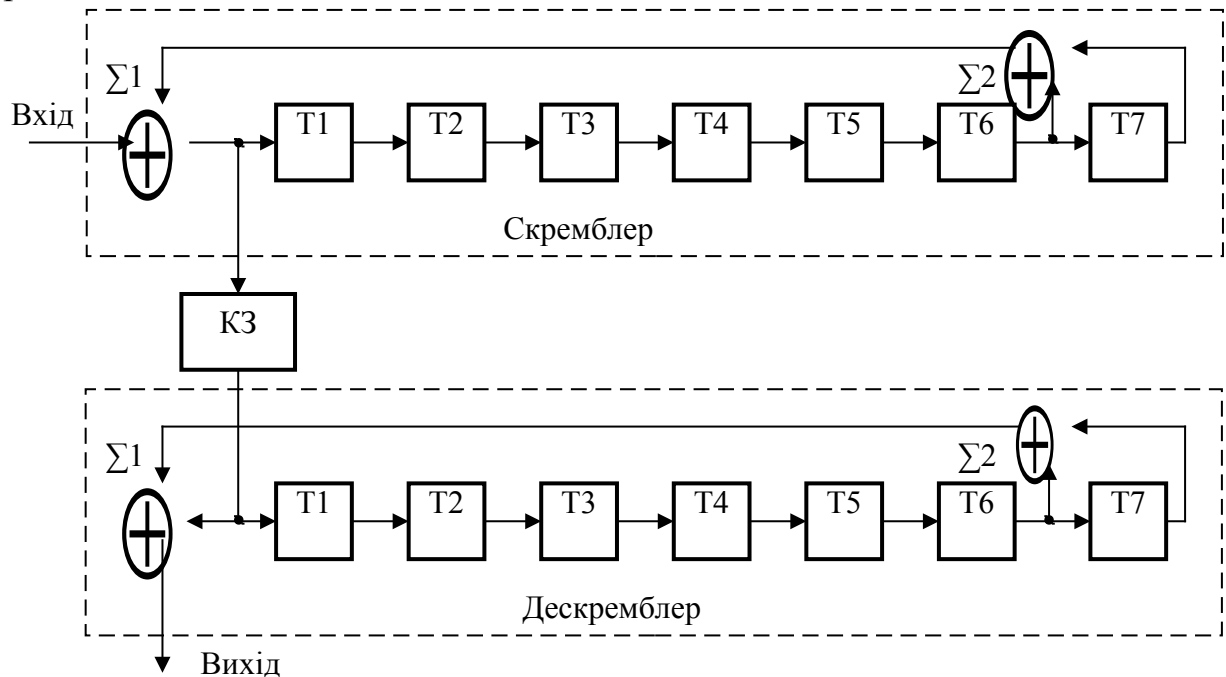 ∑1
∑2
Вхід
T1 T2 T3 T4 T5 T6 T7
Скремблер
КЗ
∑1
∑2
T1 T2 T3 T4 T5 T6 T7
Дескремблер
Вихід